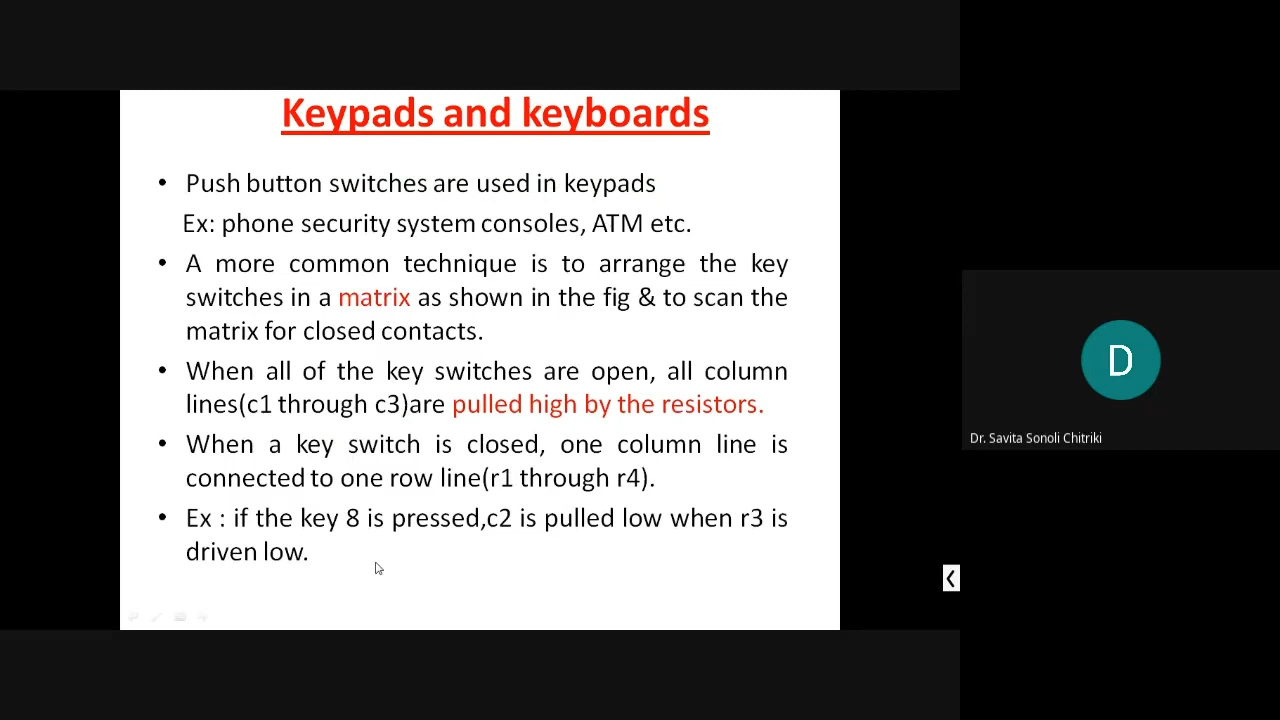 Keypads and keyboards
• Push button switches are used in keypads
Ex: phone security system consoles, ATM etc.
• A more common technique is to arrange the key
switches in a matrix as shown in the fig & to scan the
matrix for closed contacts.
• When all of the key switches are open, all column
lines(c1 through c3)are pulled high by the resistors.
• When a key switch is closed, one column line is
connected to one row line(r1 through r4).
• Ex : if the key 8 is pressed,c2 is pulled low when r3 is
driven low.
D
Dr. Savita Sonoli Chitriki